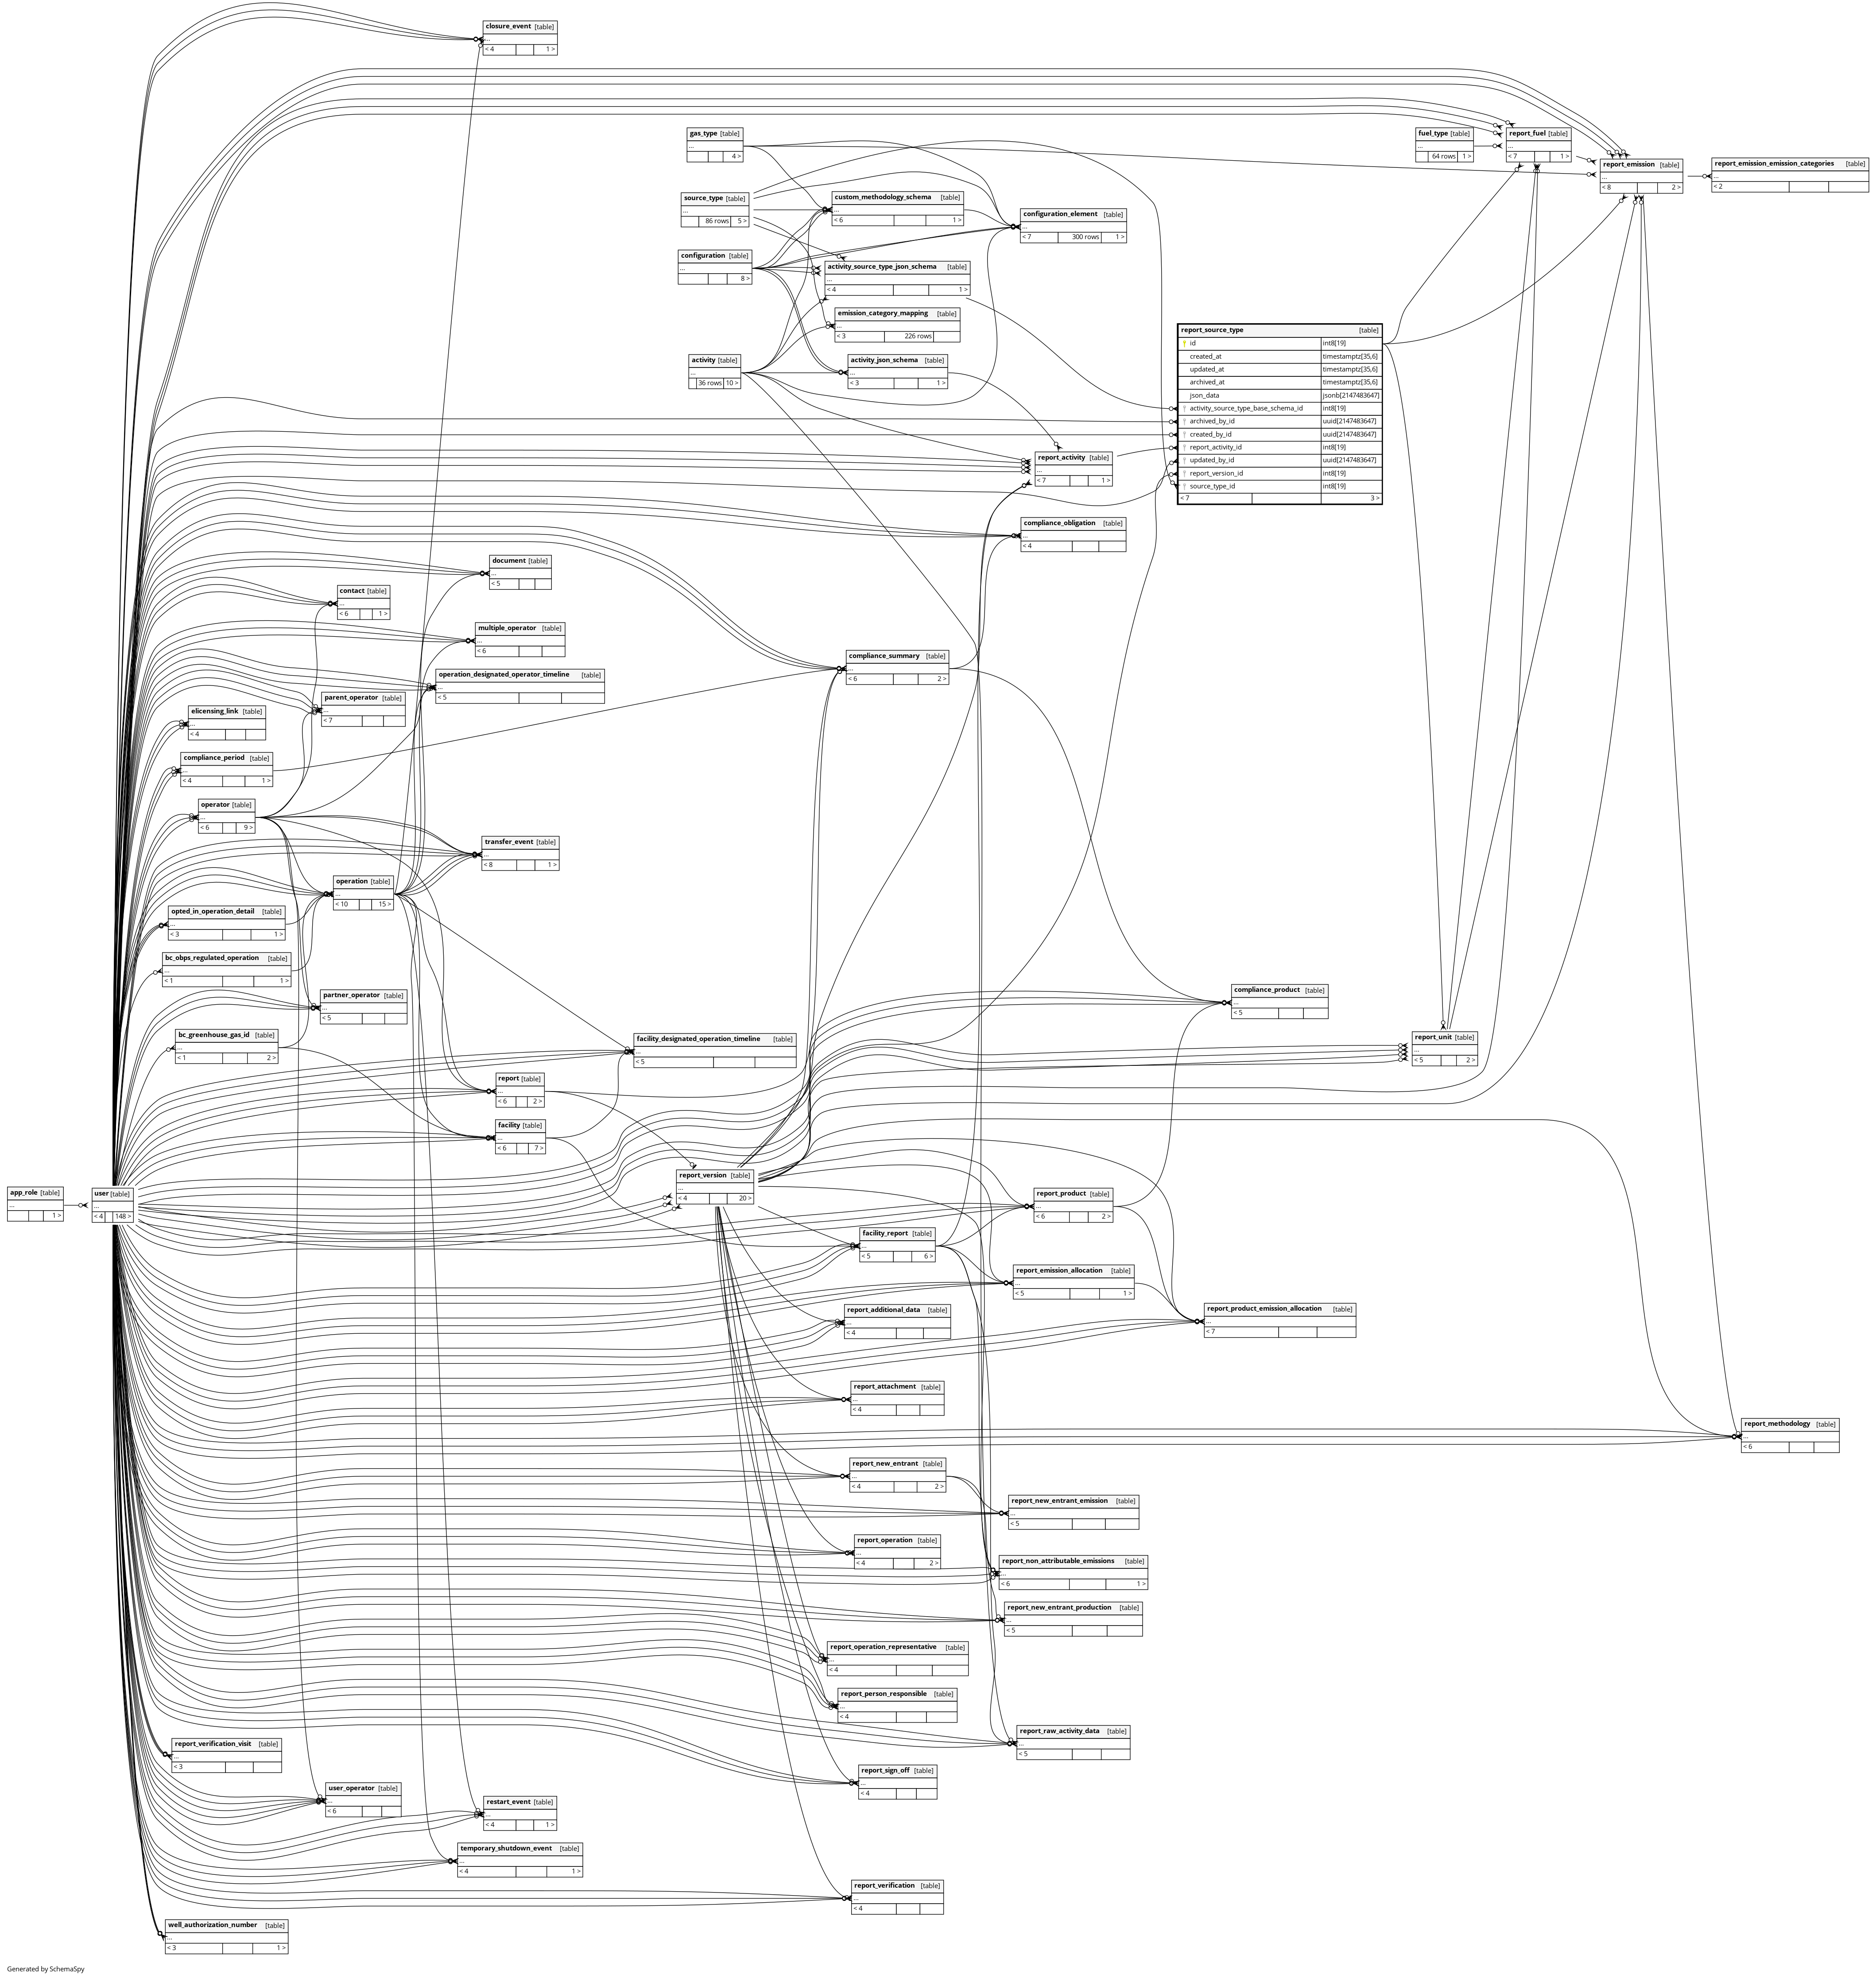 closure_event [table]
...
< 4 1 >
gas_type [table]
...
4 >
fuel_type [table]
...
64 rows 1 >
report_fuel [table]
...
< 7 1 >
report_emission [table]
...
< 8 2 >
report_emission_emission_categories [table]
...
< 2
source_type [table]
...
86 rows 5 >
custom_methodology_schema [table]
...
< 6 1 >
configuration_element [table]
...
< 7 300 rows 1 >
configuration [table]
...
8 >
activity_source_type_json_schema [table]
...
< 4 1 >
emission_category_mapping [table]
...
< 3 226 rows
activity [table]
...
36 rows 10 >
activity_json_schema [table]
...
< 3 1 >
report_source_type [table]
id int8[19]
created_at timestamptz[35,6]
updated_at timestamptz[35,6]
archived_at timestamptz[35,6]
json_data jsonb[2147483647]
activity_source_type_base_schema_id int8[19]
archived_by_id uuid[2147483647]
created_by_id uuid[2147483647]
report_activity_id int8[19]
updated_by_id uuid[2147483647]
report_version_id int8[19]
source_type_id int8[19]
< 7 3 >
report_activity [table]
...
< 7 1 >
compliance_obligation [table]
...
< 4
document [table]
...
< 5
contact [table]
...
< 6 1 >
multiple_operator [table]
...
< 6
compliance_summary [table]
...
< 6 2 >
operation_designated_operator_timeline [table]
...
< 5
parent_operator [table]
...
< 7
elicensing_link [table]
...
< 4
compliance_period [table]
...
< 4 1 >
operator [table]
...
< 6 9 >
transfer_event [table]
...
< 8 1 >
operation [table]
...
< 10 15 >
opted_in_operation_detail [table]
...
< 3 1 >
bc_obps_regulated_operation [table]
...
< 1 1 >
partner_operator [table]
...
< 5
compliance_product [table]
...
< 5
bc_greenhouse_gas_id [table]
...
< 1 2 >
facility_designated_operation_timeline [table]
...
< 5
report_unit [table]
...
< 5 2 >
report [table]
...
< 6 2 >
facility [table]
...
< 6 7 >
report_version [table]
...
< 4 20 >
app_role [table]
...
1 >
user [table]
...
< 4 148 >
report_product [table]
...
< 6 2 >
facility_report [table]
...
< 5 6 >
report_emission_allocation [table]
...
< 5 1 >
report_additional_data [table]
...
< 4
report_product_emission_allocation [table]
...
< 7
report_attachment [table]
...
< 4
report_methodology [table]
...
< 6
report_new_entrant [table]
...
< 4 2 >
report_new_entrant_emission [table]
...
< 5
report_operation [table]
...
< 4 2 >
report_non_attributable_emissions [table]
...
< 6 1 >
report_new_entrant_production [table]
...
< 5
report_operation_representative [table]
...
< 4
report_person_responsible [table]
...
< 4
report_raw_activity_data [table]
...
< 5
report_verification_visit [table]
...
< 3
report_sign_off [table]
...
< 4
user_operator [table]
...
< 6
restart_event [table]
...
< 4 1 >
temporary_shutdown_event [table]
...
< 4 1 >
report_verification [table]
...
< 4
well_authorization_number [table]
...
< 3 1 >
Generated by SchemaSpy